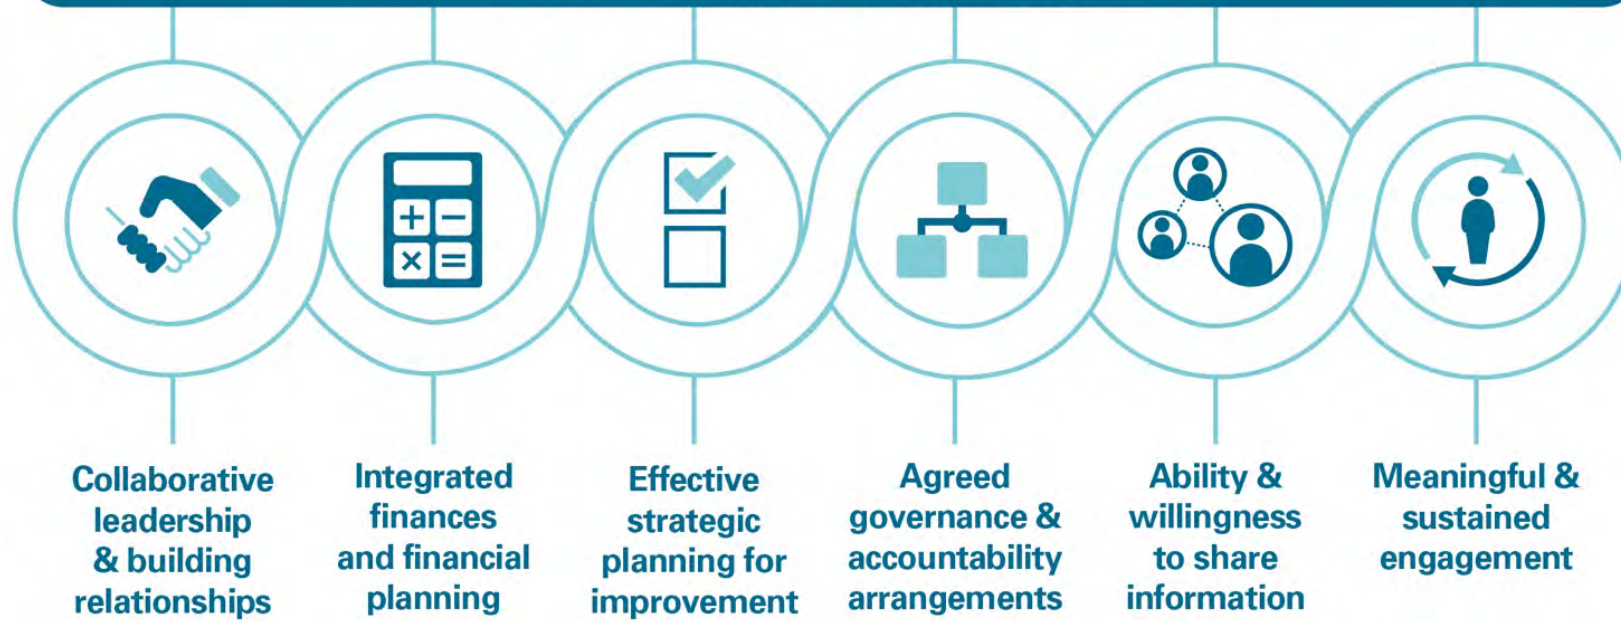 Collaborative
leadership
& building
relationships
Integrated
finances
and financial
planning
Effective
strategic
planning for
improvement
Agreed
governance &
accountability
arrangements
Ability &
willingness
to share
information
Meaningful &
sustained
engagement